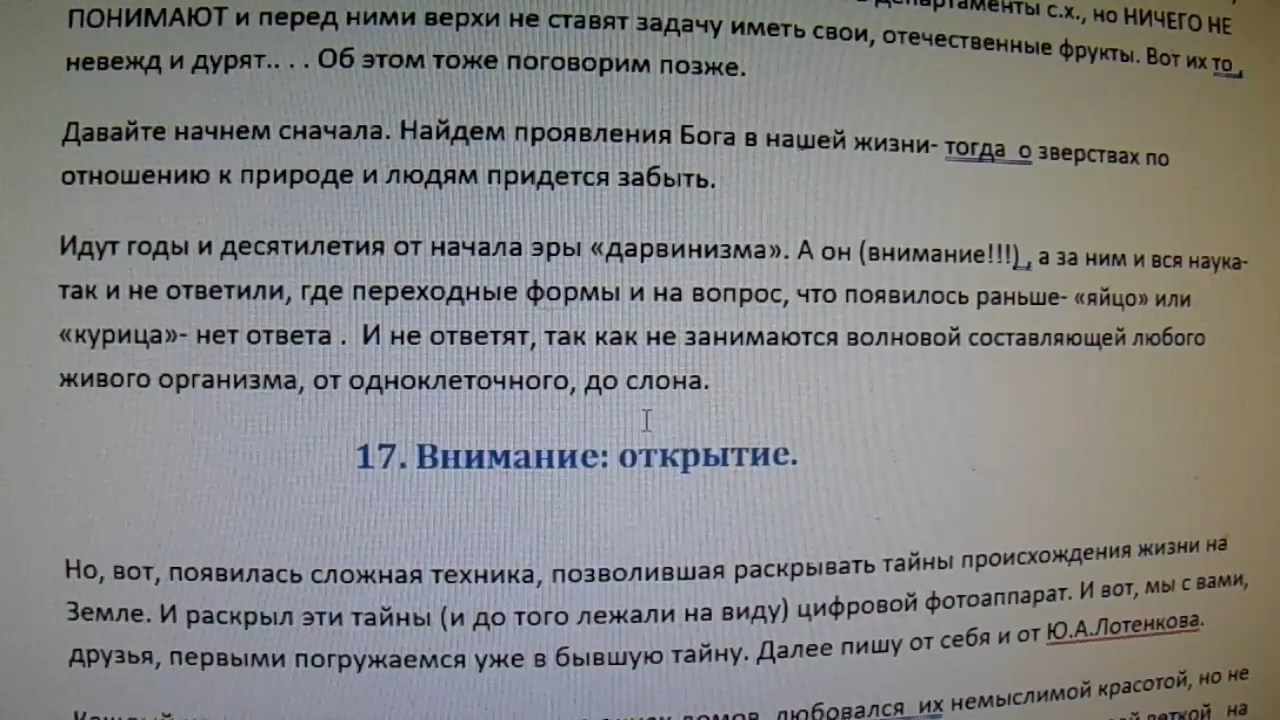 департаменты с.х., но НИЧЕГО НЕ
ПОНИМАЮТ и перед ними верхи не ставят задачу иметь свои, отечественные фрукты. Вот их то
невежд и дурят.. . . Об этом тоже поговорим позже.
Давайте начнем сначала. Найдем проявления Бога в нашей жизни- тогда  о зверствах по
отношению к природе и людям придется забыть.
Идут годы и десятилетия от начала эры «дарвинизма». А он (внимание!!!) , а за ним и вся наука-
так и не ответили, где переходные формы и на вопрос, что появилось раньше- «яйцо» или
«курица»- нет ответа .  И не ответят, так как не занимаются волновой составляющей любого
живого организма, от одноклеточного, до слона.
17. Внимание: открытие.
Но, вот, появилась сложная техника, позволившая раскрывать тайны происхождения жизни на
Земле. И раскрыл эти тайны (и до того лежали на виду) цифровой фотоаппарат. И вот, мы с вами,
друзья, первыми погружаемся уже в бывшую тайну. Далее пишу от себя и от Ю.А.Лотенкова.
домов, любовался  их немыслимой красотой, но не